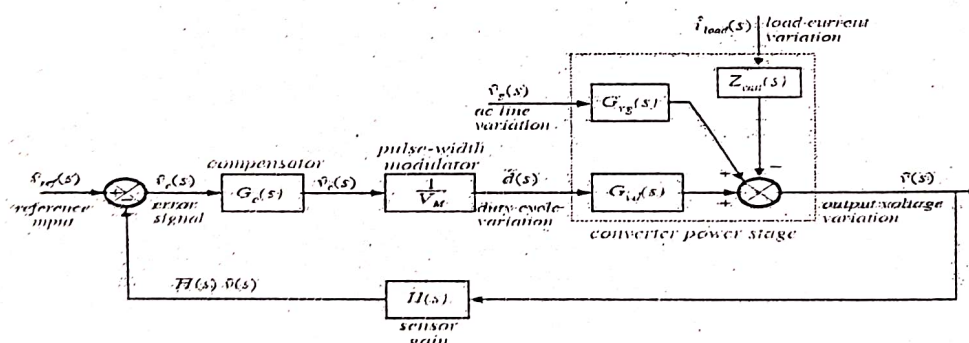 î_load(s) load-current
variation
Z_out(s)
v̂_g(s)
ac line
variation
G_vg(s)
−
compensator
pulse-width
modulator
v̂_ref(s)
reference
input
+
−
v̂_e(s)
error
signal
G_c(s)
v̂_c(s)
1
V_M
d̂(s)
duty-cycle
variation
G_vd(s)
+
+
v̂(s)
output voltage
variation
converter power stage
H(s) v̂(s)
H(s)
sensor
gain